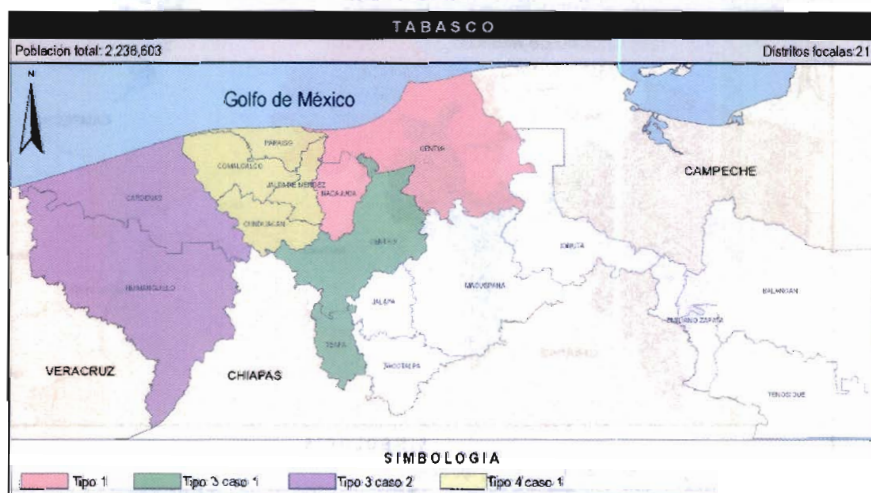 TABASCO
Población total: 2,238,603
Distritos focales:21
N
Golfo de México
PARAISO
CENTLA
COMALCALCO
CAMPECHE
JALPA DE MENDEZ
NACAJUCA
CARDENAS
CUNDUACAN
CENTRO
JONUTA
HUIMANGUILLO
MACUSPANA
BALANCAN
JALAPA
EMILIANO ZAPATA
TEAPA
VERACRUZ
CHIAPAS
TACOTALPA
TENOSIQUE
SIMBOLOGIA
Tipo 1
Tipo 3 caso 1
Tipo 3 caso 2
Tipo 4 caso 1